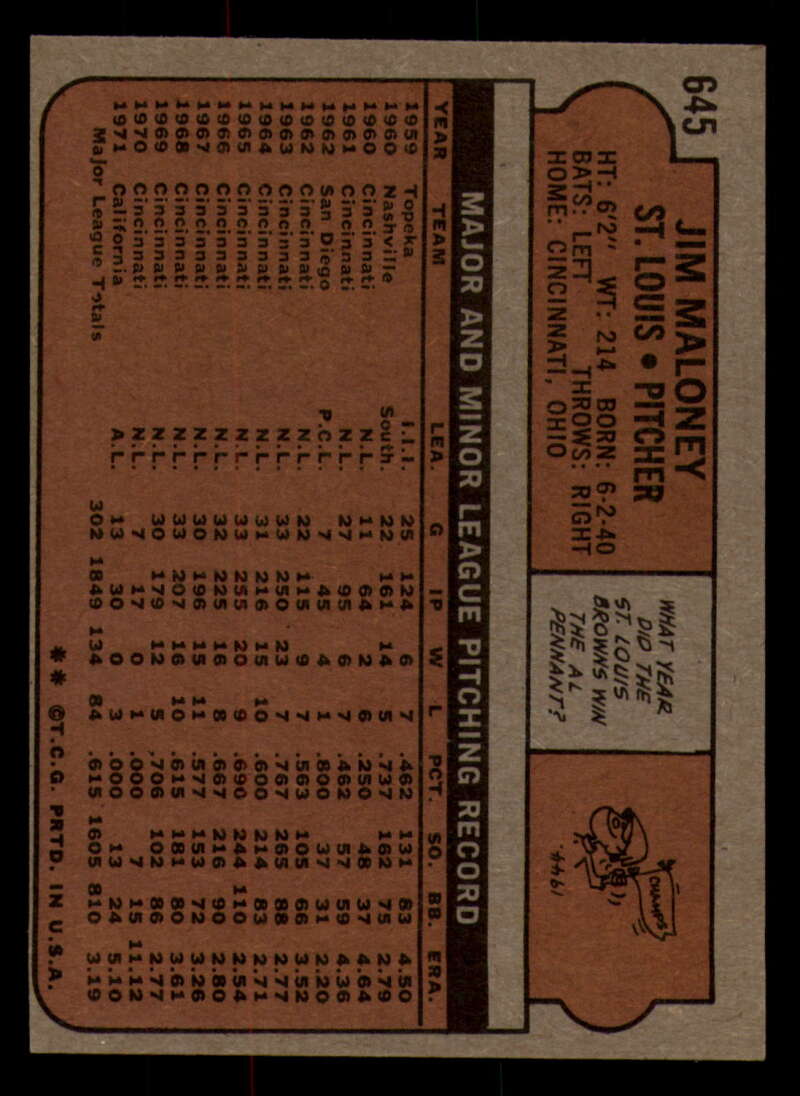 645
JIM MALONEY
ST. LOUIS • PITCHER
HT: 6'2" WT: 214 BORN: 6-2-40
BATS: LEFT THROWS: RIGHT
HOME: CINCINNATI, OHIO
WHAT YEAR
DID THE
ST. LOUIS
BROWNS WIN
THE AL
PENNANT?
CHAMPS
1944.
MAJOR AND MINOR LEAGUE PITCHING RECORD
YEAR TEAM LEA. G IP W L PCT. SO. BB. ERA.
1959 Topeka I.I.I. 25 124 6 7 .462 131 83 4.50
1960 Nashville South. 22 161 14 5 .737 162 75 2.79
1960 Cincinnati N.L. 11 64 2 6 .250 48 37 4.64
1961 Cincinnati N.L. 27 95 6 7 .462 57 59 4.36
1962 San Diego P.C.L. 7 45 4 1 .800 37 31 2.20
1962 Cincinnati N.L. 22 115 9 7 .563 105 66 3.52
1963 Cincinnati N.L. 33 250 23 7 .767 265 88 2.77
1964 Cincinnati N.L. 31 216 15 10 .600 214 83 2.71
1965 Cincinnati N.L. 33 255 20 9 .690 244 110 2.54
1966 Cincinnati N.L. 32 225 16 8 .667 216 90 2.80
1967 Cincinnati N.L. 30 196 15 11 .577 153 72 3.26
1968 Cincinnati N.L. 33 207 16 10 .615 181 80 3.61
1969 Cincinnati N.L. 30 179 12 5 .706 102 86 2.77
1970 Cincinnati N.L. 7 17 0 1 .000 7 15 11.12
1971 California A.L. 13 30 0 3 .000 13 24 5.10
Major League Totals 302 1849 134 84 .615 1605 810 3.19
** ©T.C.G. PRTD. IN U.S.A.